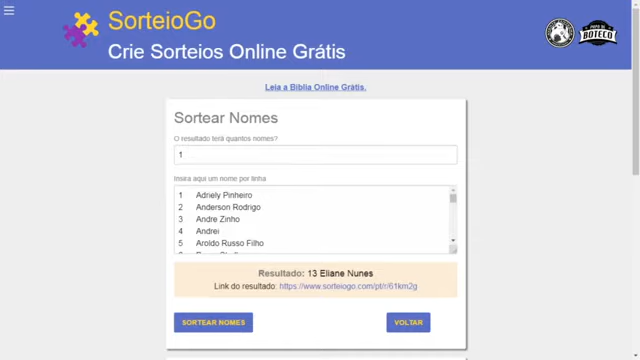 SorteioGo
Crie Sorteios Online Grátis
BOTECO
Leia a Bíblia Online Grátis.
Sortear Nomes
O resultado terá quantos nomes?
1
Insira aqui um nome por linha
1 Adriely Pinheiro
2 Anderson Rodrigo
3 Andre Zinho
4 Andrei
5 Aroldo Russo Filho
Resultado: 13 Eliane Nunes
Link do resultado: https://www.sorteiogo.com/pt/r/61km2g
SORTEAR NOMES
VOLTAR